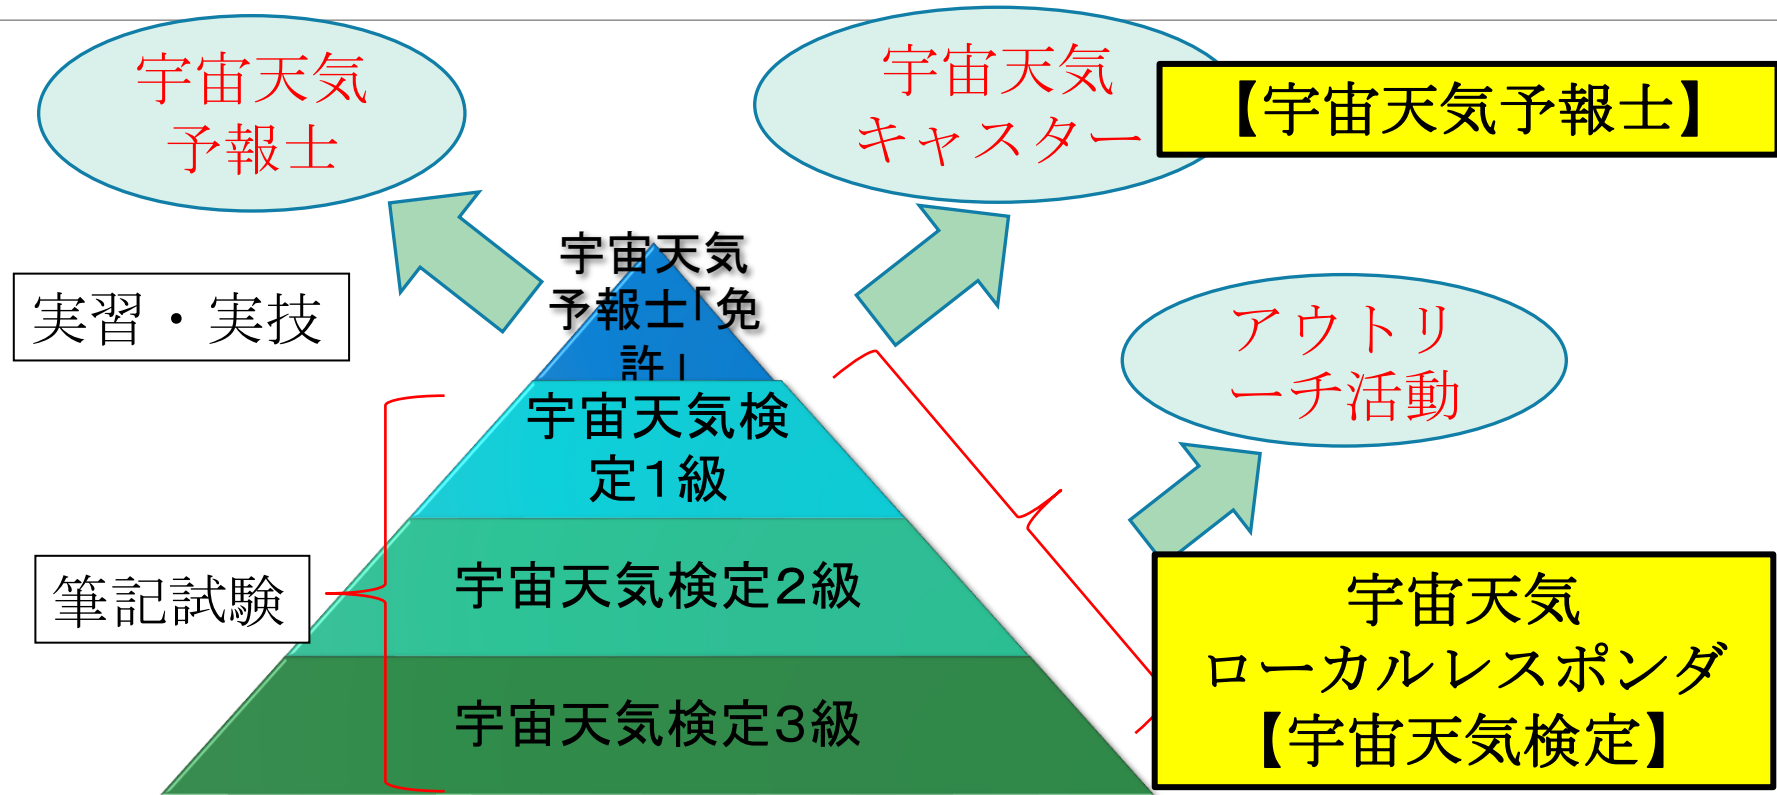 宇宙天気
予報士
宇宙天気
キャスター
【宇宙天気予報士】
宇宙天気
予報士「免
許」
実習・実技
アウトリ
ーチ活動
宇宙天気検
定1級
宇宙天気検定2級
筆記試験
宇宙天気検定3級
宇宙天気
ローカルレスポンダ
【宇宙天気検定】